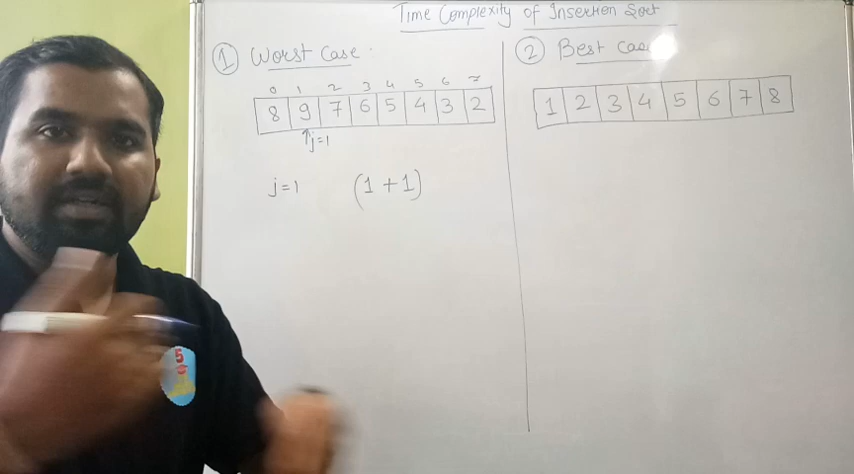 Time Complexity of Insertion Sort
① Worst Case
0 1 2 3 4 5 6 7
8 9 7 6 5 4 3 2
j=1
j=1 (1+1)
② Best Cas
1 2 3 4 5 6 7 8
5